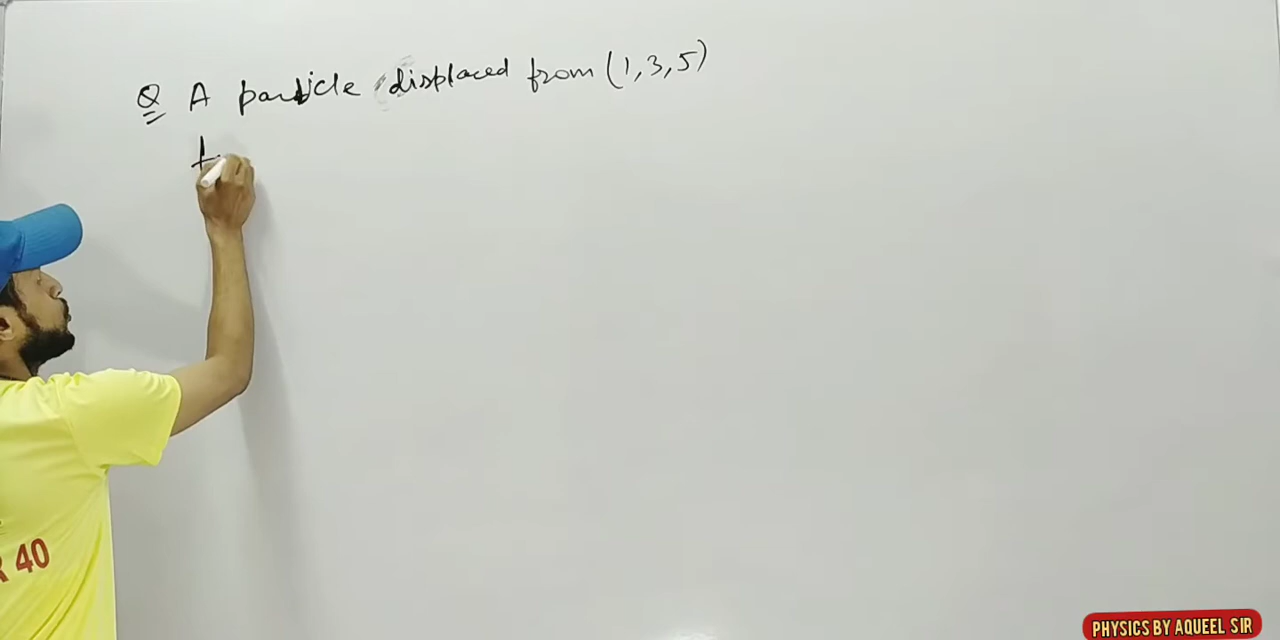 Q A particle displaced from (1,3,5)
R 40
PHYSICS BY AQUEEL SIR